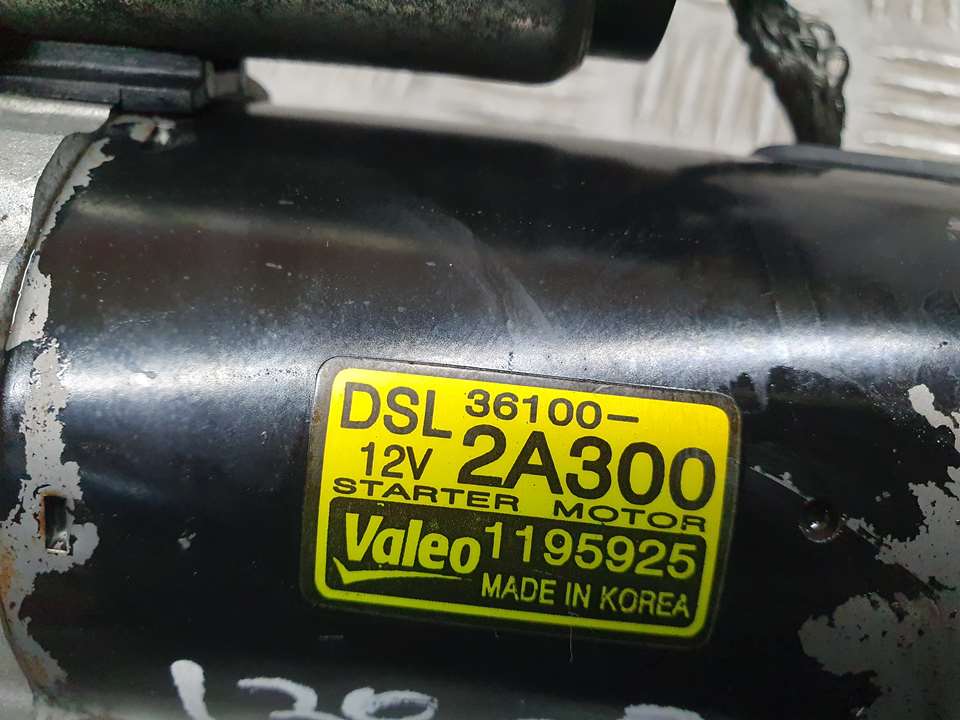 DSL 36100-
12V 2A300
STARTER MOTOR
Valeo 1195925
MADE IN KOREA